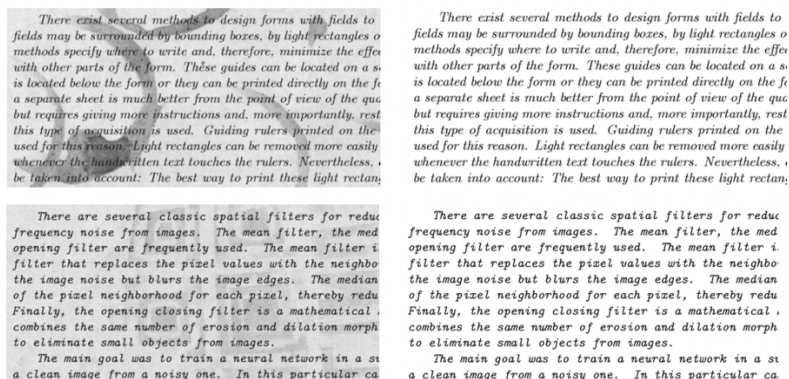 There exist several methods to design forms with fields to
fields may be surrounded by bounding boxes, by light rectangles o
methods specify where to write and, therefore, minimize the effe
with other parts of the form. These guides can be located on a s
is located below the form or they can be printed directly on the fo
a separate sheet is much better from the point of view of the qua
but requires giving more instructions and, more importantly, rest
this type of acquisition is used. Guiding rulers printed on the
used for this reason. Light rectangles can be removed more easily
whenever the handwritten text touches the rulers. Nevertheless,
be taken into account: The best way to print these light rectan
There exist several methods to design forms with fields to
fields may be surrounded by bounding boxes, by light rectangles o
methods specify where to write and, therefore, minimize the effe
with other parts of the form. These guides can be located on a s
is located below the form or they can be printed directly on the fo
a separate sheet is much better from the point of view of the qua
but requires giving more instructions and, more importantly, rest
this type of acquisition is used. Guiding rulers printed on the
used for this reason. Light rectangles can be removed more easily
whenever the handwritten text touches the rulers. Nevertheless,
be taken into account: The best way to print these light rectang
There are several classic spatial filters for reduc
frequency noise from images. The mean filter, the med
opening filter are frequently used. The mean filter i
filter that replaces the pixel values with the neighbo
the image noise but blurs the image edges. The median
of the pixel neighborhood for each pixel, thereby redu
Finally, the opening closing filter is a mathematical
combines the same number of erosion and dilation morph
to eliminate small objects from images.
The main goal was to train a neural network in a su
a clean image from a noisy one. In this particular ca
There are several classic spatial filters for reduc
frequency noise from images. The mean filter, the med
opening filter are frequently used. The mean filter i
filter that replaces the pixel values with the neighbo
the image noise but blurs the image edges. The median
of the pixel neighborhood for each pixel, thereby redu
Finally, the opening closing filter is a mathematical
combines the same number of erosion and dilation morph
to eliminate small objects from images.
The main goal was to train a neural network in a su
a clean image from a noisy one. In this particular ca